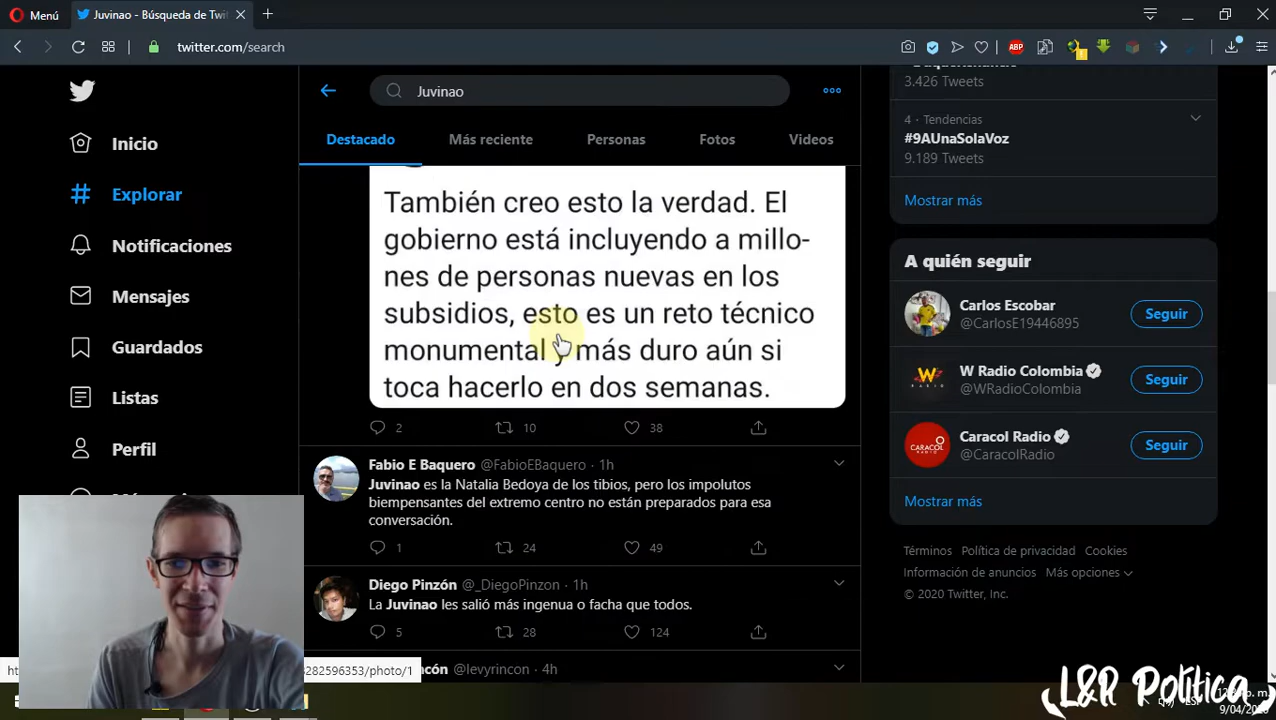 Menú
Juvinao - Búsqueda de Twi
twitter.com/search
ABP
Juvinao
Destacado
Más reciente
Personas
Fotos
Videos
Inicio
Explorar
Notificaciones
Mensajes
Guardados
Listas
Perfil
También creo esto la verdad. El
gobierno está incluyendo a millo-
nes de personas nuevas en los
subsidios, esto es un reto técnico
monumental y más duro aún si
toca hacerlo en dos semanas.
2
10
38
Fabio E Baquero @FabioEBaquero · 1h
Juvinao es la Natalia Bedoya de los tibios, pero los impolutos
biempensantes del extremo centro no están preparados para esa
conversación.
1
24
49
Diego Pinzón @_DiegoPinzon · 1h
La Juvinao les salió más ingenua o facha que todos.
5
28
124
@levyrincon · 4h
282596353/photo/1
3.426 Tweets
4 · Tendencias
#9AUnaSolaVoz
9.189 Tweets
Mostrar más
A quién seguir
Carlos Escobar
@CarlosE19446895
Seguir
W Radio Colombia
@WRadioColombia
Seguir
CARACOL
RADIO
Caracol Radio
@CaracolRadio
Seguir
Mostrar más
Términos Política de privacidad Cookies
Información de anuncios Más opciones
© 2020 Twitter, Inc.
L&R Política